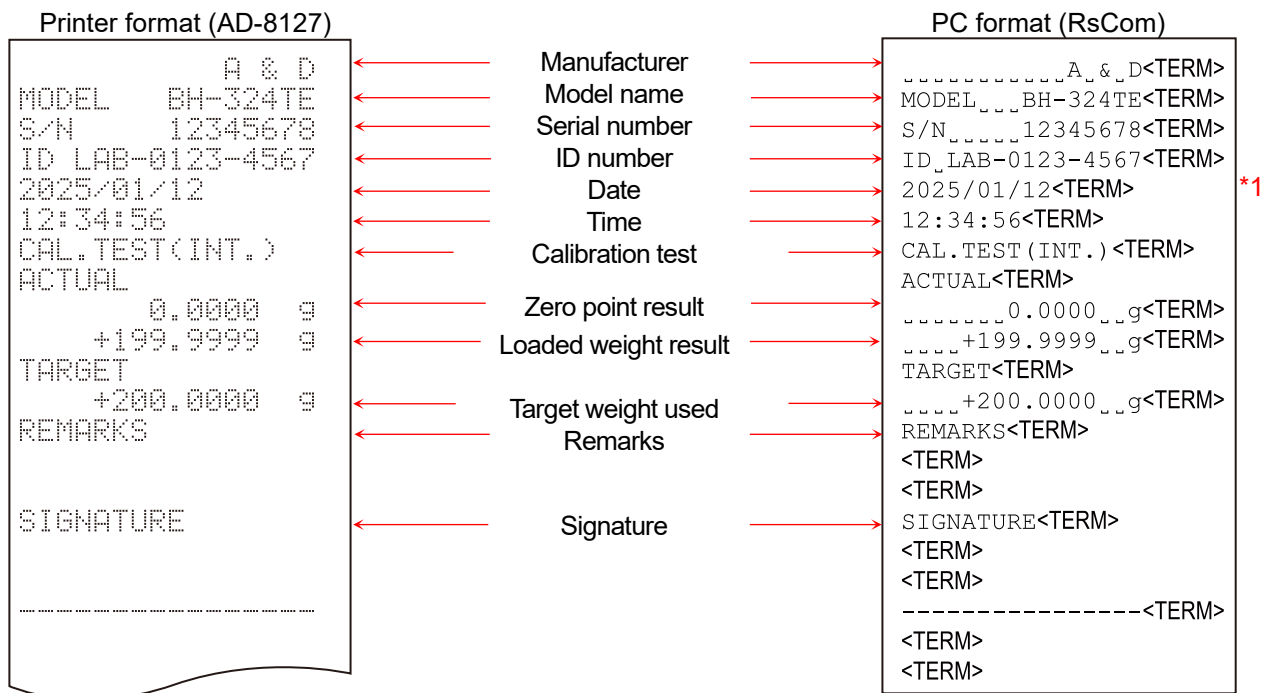 Printer format (AD-8127)
A & D
MODEL BH-324TE
S/N 12345678
ID LAB-0123-4567
2025/01/12
12:34:56
CAL.TEST(INT.)
ACTUAL
0.0000 g
+199.9999 g
TARGET
+200.0000 g
REMARKS
SIGNATURE
----------------
Manufacturer
Model name
Serial number
ID number
Date
Time
Calibration test
Zero point result
Loaded weight result
Target weight used
Remarks
Signature
PC format (RsCom)
␣␣␣␣␣␣␣␣␣␣␣A␣&␣D<TERM>
MODEL␣␣␣BH-324TE<TERM>
S/N␣␣␣␣␣12345678<TERM>
ID␣LAB-0123-4567<TERM>
2025/01/12<TERM>
*1
12:34:56<TERM>
CAL.TEST(INT.)<TERM>
ACTUAL<TERM>
␣␣␣␣␣␣␣0.0000␣␣g<TERM>
␣␣␣␣+199.9999␣␣g<TERM>
TARGET<TERM>
␣␣␣␣+200.0000␣␣g<TERM>
REMARKS<TERM>
<TERM>
<TERM>
SIGNATURE<TERM>
<TERM>
<TERM>
----------------<TERM>
<TERM>
<TERM>